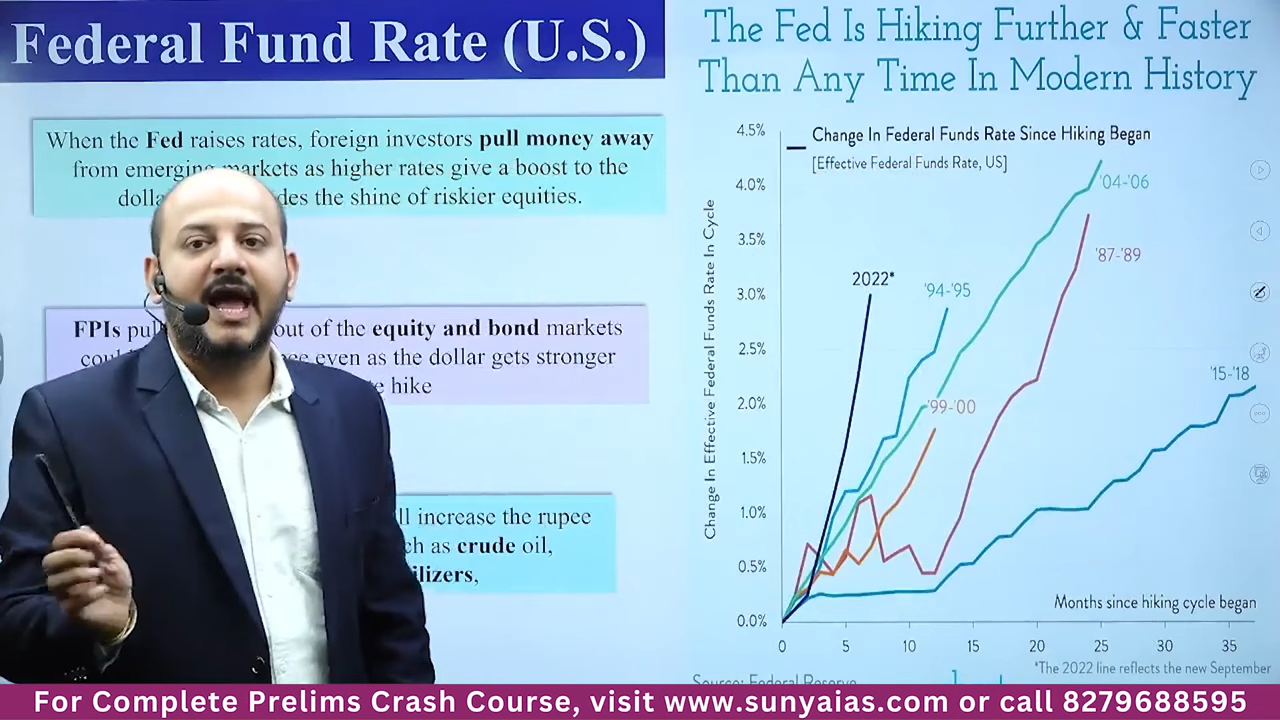 Federal Fund Rate (U.S.)
When the Fed raises rates, foreign investors pull money away
from emerging markets as higher rates give a boost to the
des the shine of riskier equities.
FPIs out of the equity and bond markets
even as the dollar gets stronger
hike
increase the rupee
as crude oil,
The Fed Is Hiking Further & Faster
Than Any Time In Modern History
Change In Federal Funds Rate Since Hiking Began
[Effective Federal Funds Rate, US]
Change In Effective Federal Funds Rate In Cycle
4.5%
4.0%
3.5%
3.0%
2.5%
2.0%
1.5%
1.0%
0.5%
0.0%
'04-'06
'87-'89
2022*
'94-'95
'15-'18
'99-'00
Months since hiking cycle began
0 5 10 15 20 25 30 35
*The 2022 line reflects the new September
Source: Federal Reserve
For Complete Prelims Crash Course, visit www.sunyaias.com or call 8279688595